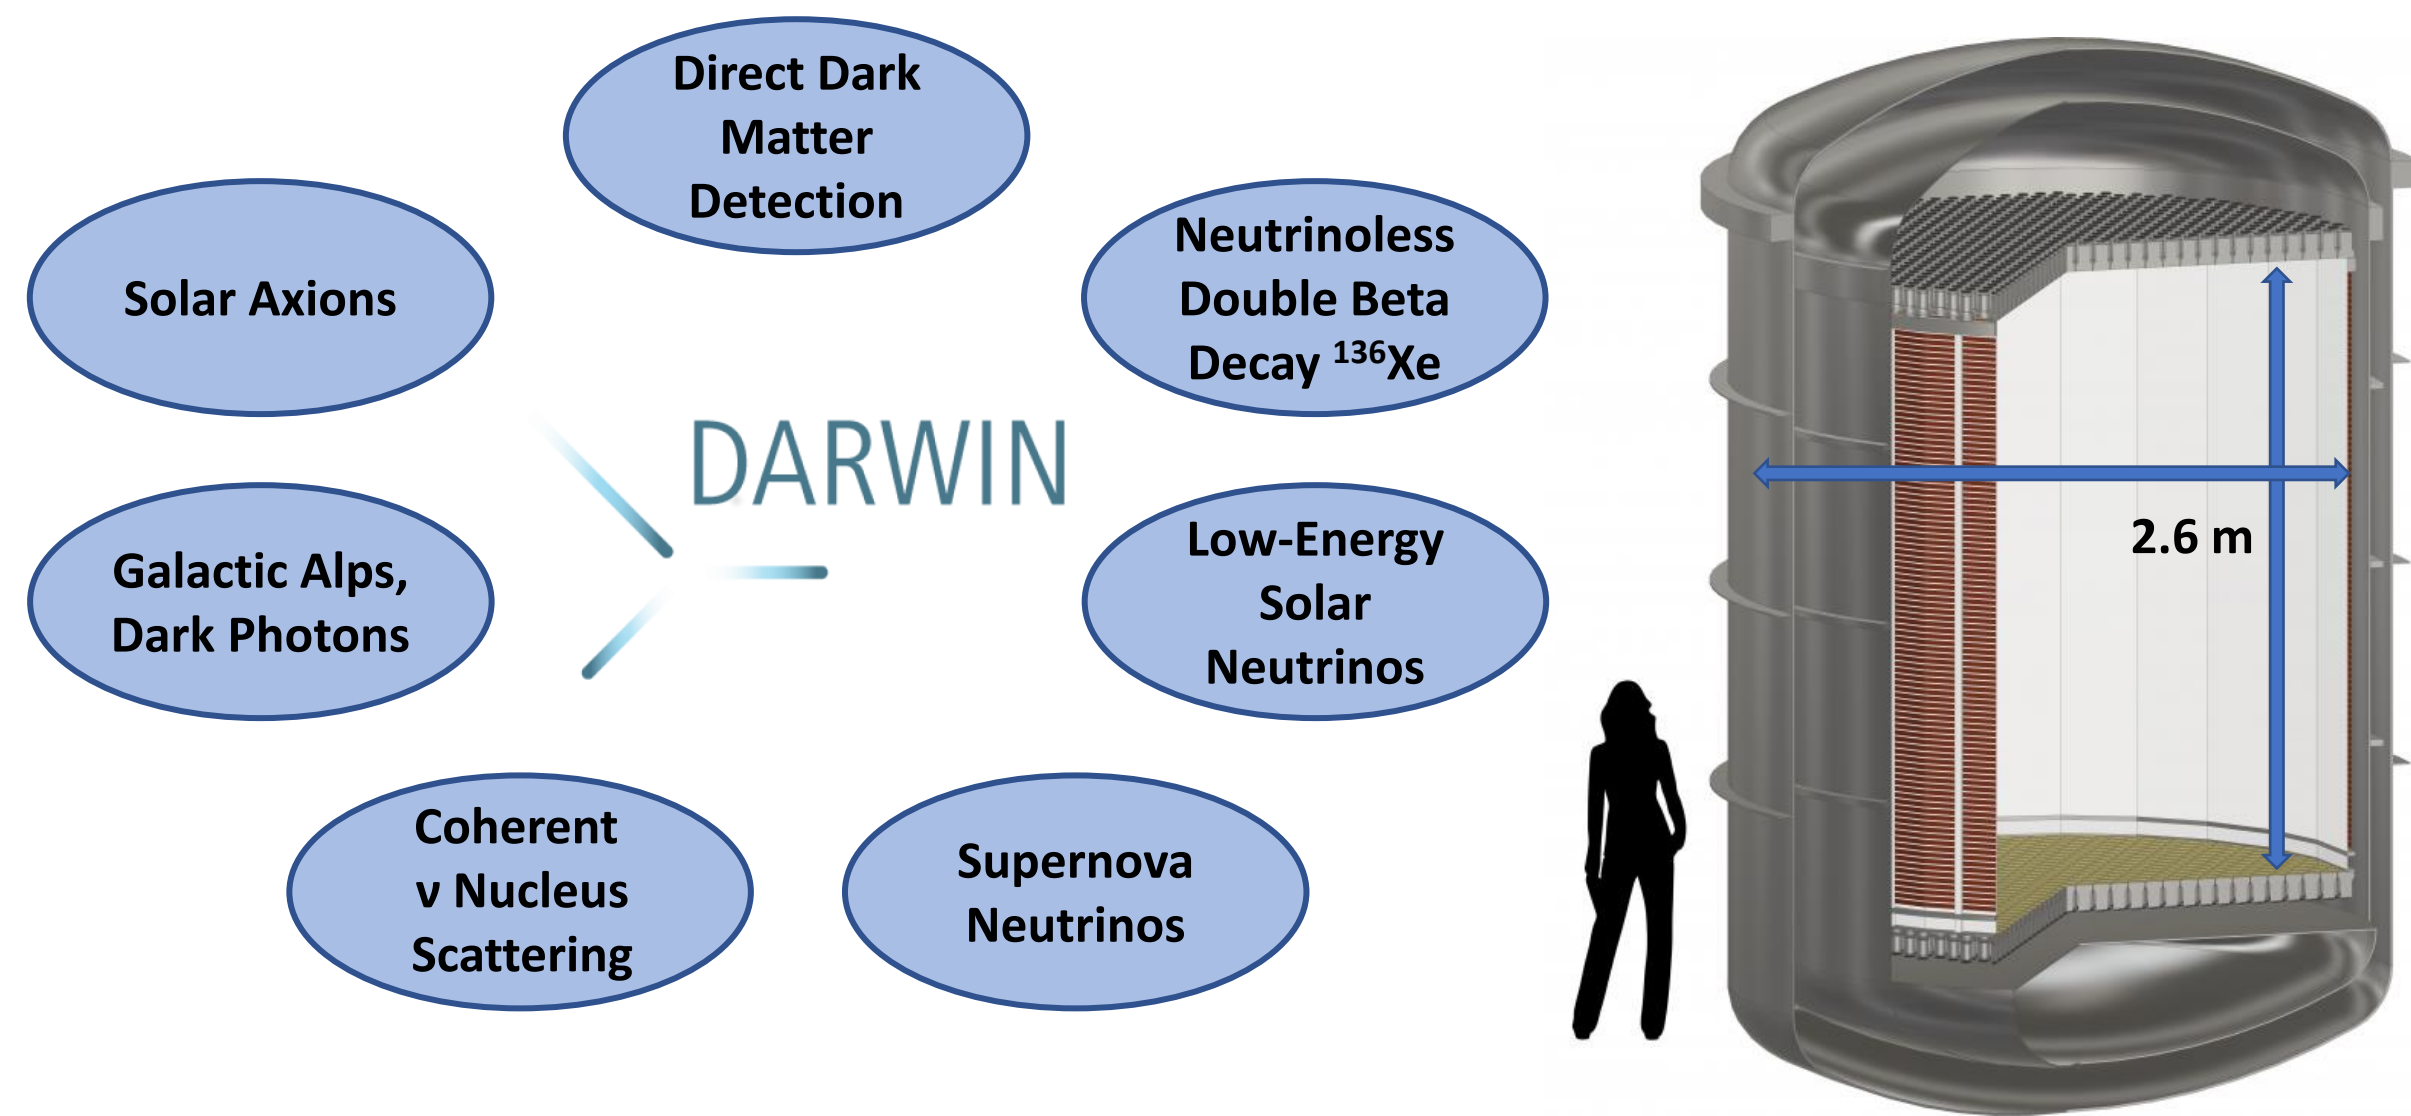 Direct Dark
Matter
Detection
Solar Axions
Neutrinoless
Double Beta
Decay ¹³⁶Xe
DARWIN
Galactic Alps,
Dark Photons
Low-Energy
Solar
Neutrinos
2.6 m
Coherent
ν Nucleus
Scattering
Supernova
Neutrinos